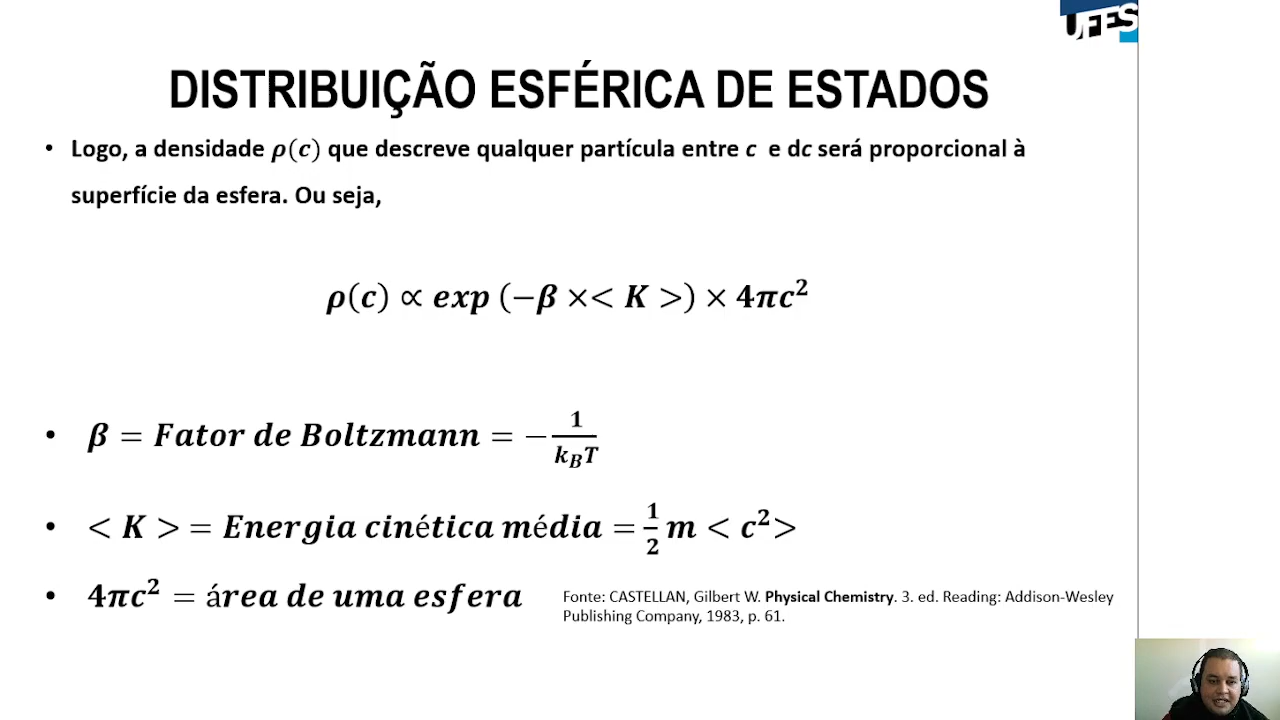 UFES
DISTRIBUIÇÃO ESFÉRICA DE ESTADOS
• Logo, a densidade ρ(c) que descreve qualquer partícula entre c e dc será proporcional à
superfície da esfera. Ou seja,
ρ(c) ∝ exp (−β ×< K >) × 4πc²
• β = Fator de Boltzmann = − 1/(k_B T)
• < K > = Energia cinética média = 1/2 m < c² >
• 4πc² = área de uma esfera
Fonte: CASTELLAN, Gilbert W. Physical Chemistry. 3. ed. Reading: Addison-Wesley
Publishing Company, 1983, p. 61.